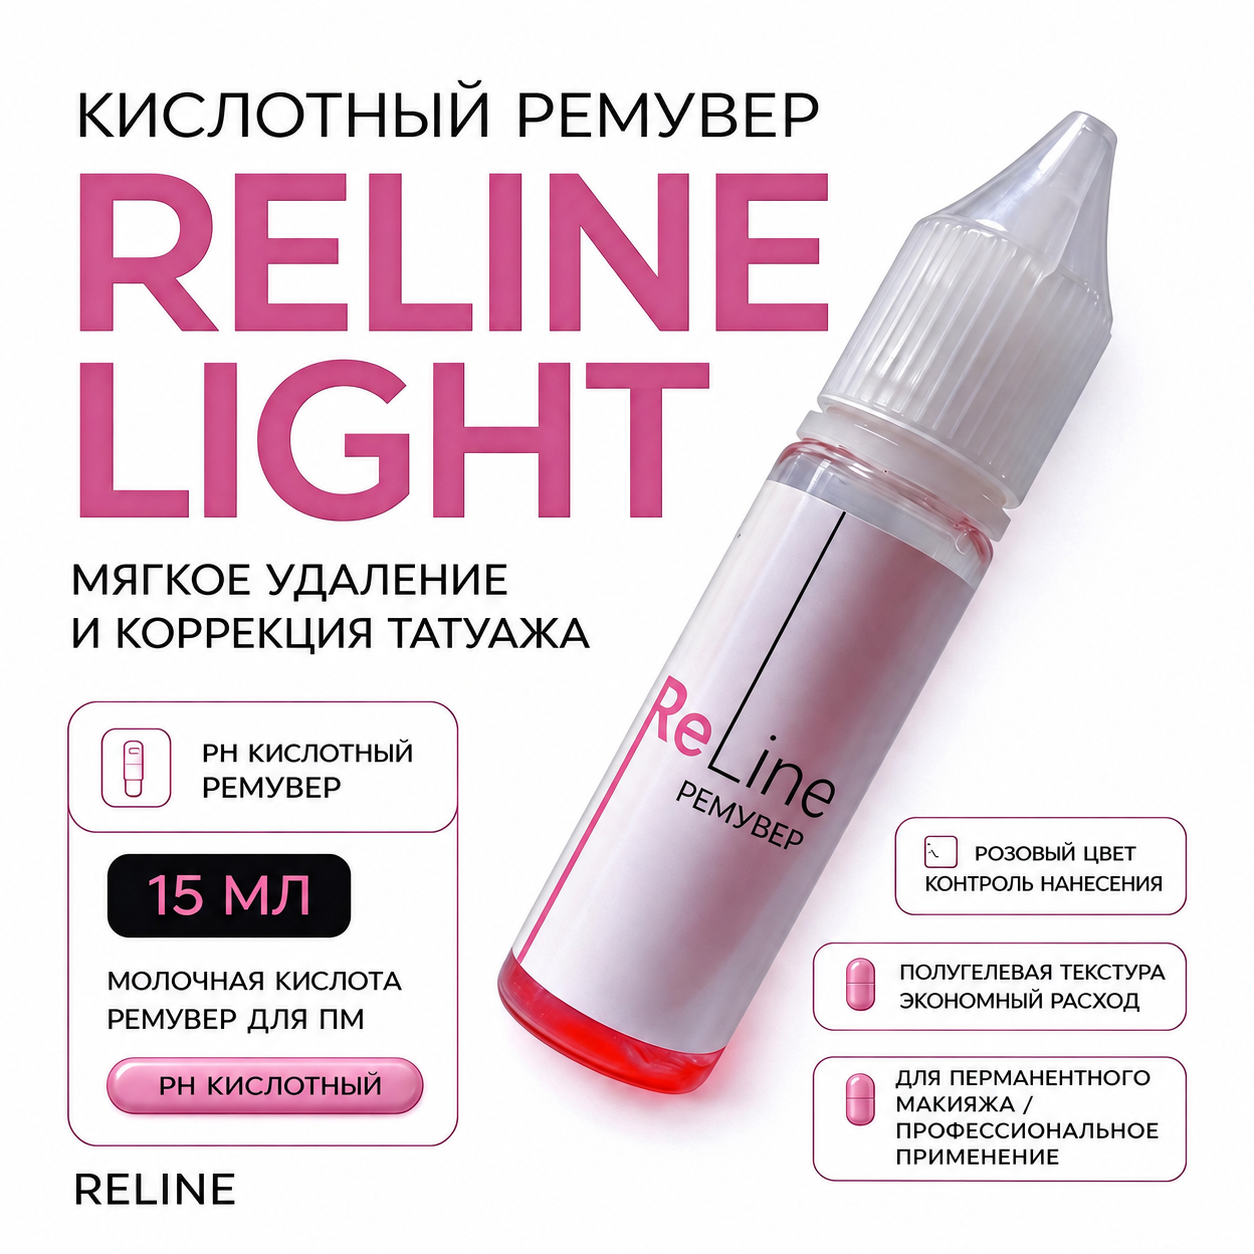 КИСЛОТНЫЙ РЕМУВЕР
RELINE
LIGHT
МЯГКОЕ УДАЛЕНИЕ
И КОРРЕКЦИЯ ТАТУАЖА
PH КИСЛОТНЫЙ
РЕМУВЕР
15 МЛ
МОЛОЧНАЯ КИСЛОТА
РЕМУВЕР ДЛЯ ПМ
PH КИСЛОТНЫЙ
RELINE
ReLine
РЕМУВЕР
РОЗОВЫЙ ЦВЕТ
КОНТРОЛЬ НАНЕСЕНИЯ
ПОЛУГЕЛЕВАЯ ТЕКСТУРА
ЭКОНОМНЫЙ РАСХОД
ДЛЯ ПЕРМАНЕНТНОГО
МАКИЯЖА /
ПРОФЕССИОНАЛЬНОЕ
ПРИМЕНЕНИЕ